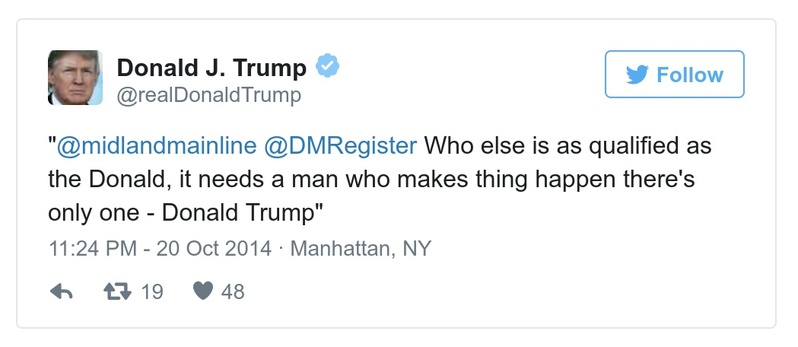 Donald J. Trump
@realDonaldTrump
Follow
"@midlandmainline @DMRegister Who else is as qualified as
the Donald, it needs a man who makes thing happen there's
only one - Donald Trump"
11:24 PM - 20 Oct 2014 · Manhattan, NY
19 48